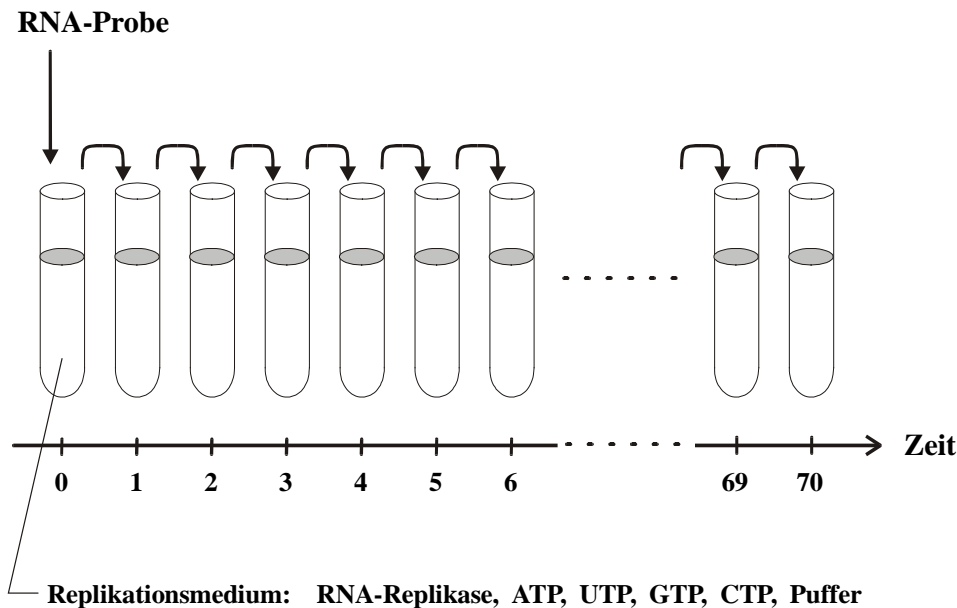 RNA-Probe
Zeit
0 1 2 3 4 5 6 69 70
Replikationsmedium: RNA-Replikase, ATP, UTP, GTP, CTP, Puffer